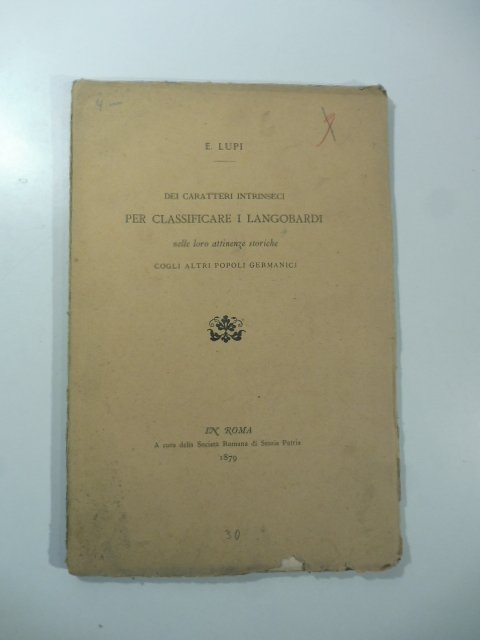 4.—
E. LUPI
DEI CARATTERI INTRINSECI
PER CLASSIFICARE I LANGOBARDI
nelle loro attinenze storiche
COGLI ALTRI POPOLI GERMANICI
IN ROMA
A cura della Società Romana di Storia Patria
1879
30